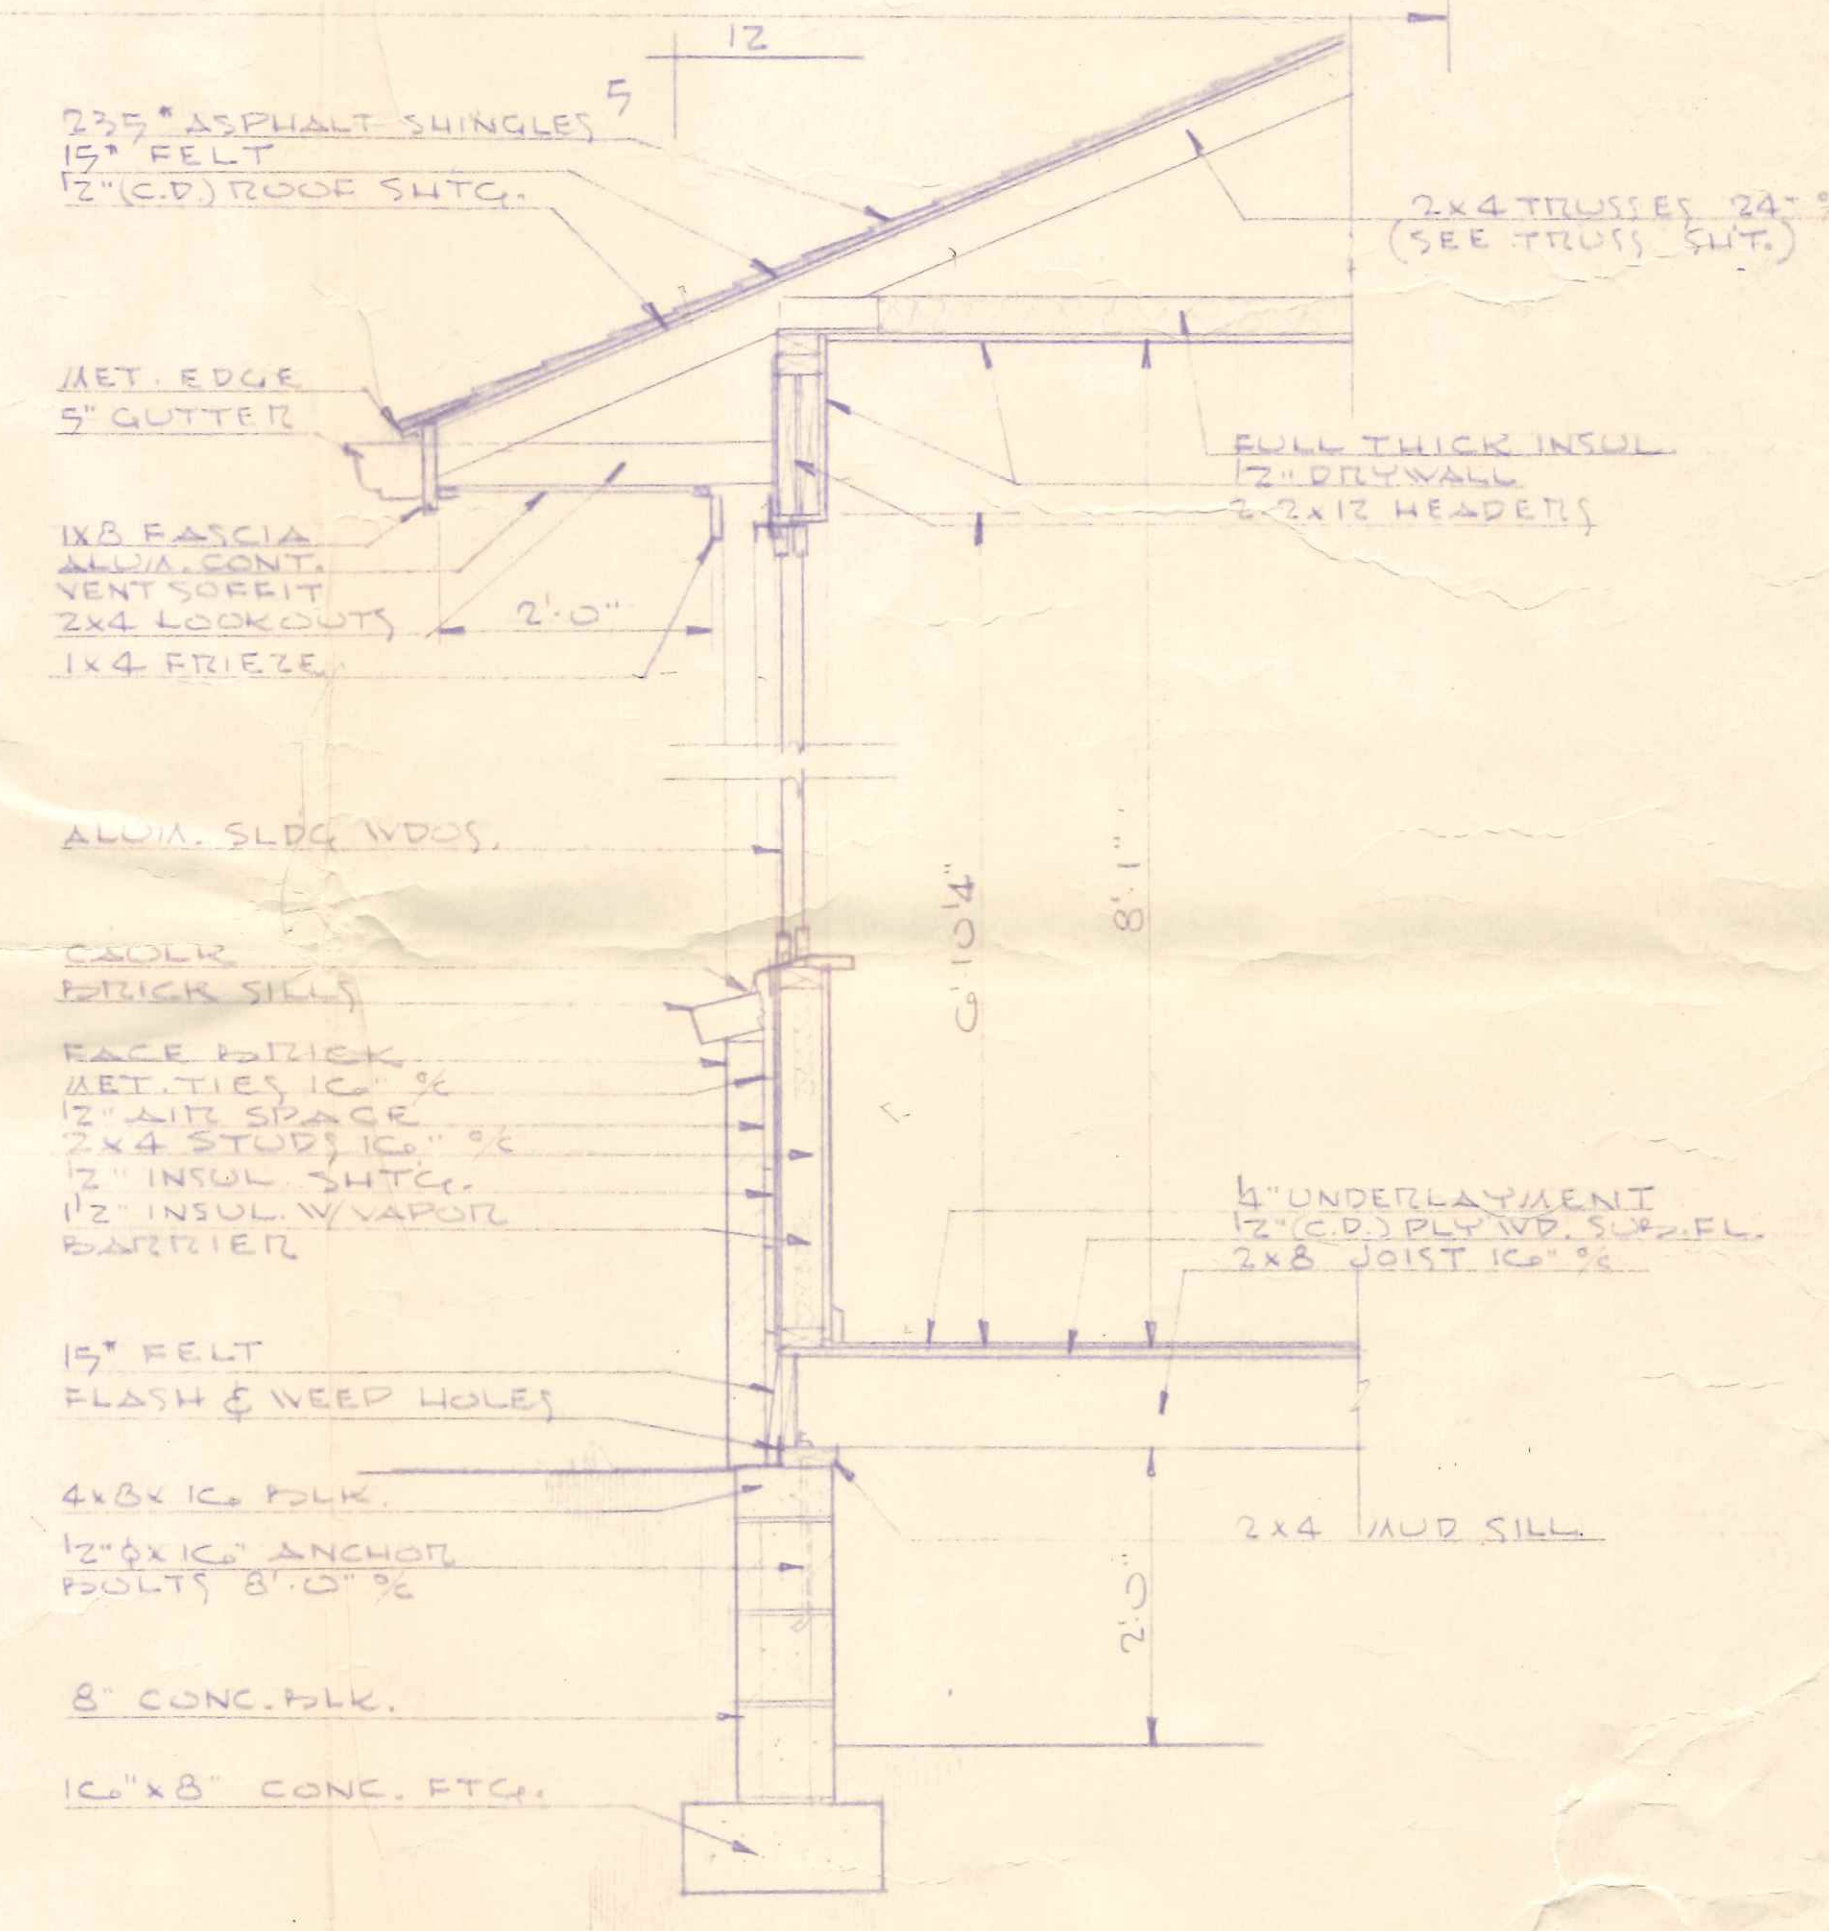 12
5
235# ASPHALT SHINGLES
15# FELT
1/2" (C.D.) ROOF SHTG.
2x4 TRUSSES 24"
(SEE TRUSS SHT.)
MET. EDGE
5" GUTTER
FULL THICK INSUL.
1/2" DRYWALL
2-2x12 HEADERS
1x8 FASCIA
ALUM. CONT.
VENT SOFFIT
2x4 LOOKOUTS
1x4 FRIEZE
2'-0"
ALUM. SLDG WDOS.
6'-10 1/4"
8'-1"
CAULK
BRICK SILLS
FACE BRICK
MET. TIES 16" o/c
1/2" AIR SPACE
2x4 STUDS 16" o/c
1/2" INSUL. SHTG.
1 1/2" INSUL. W/VAPOR
BARRIER
1/4" UNDERLAYMENT
1/2" (C.D.) PLYWD. SUB.FL.
2x8 JOIST 16" o/c
15# FELT
FLASH & WEEP HOLES
4x8x16 BLK.
1/2"φx16" ANCHOR
BOLTS 8'-0" o/c
2x4 MUD SILL
2'-0"
8" CONC. BLK.
16"x8" CONC. FTG.